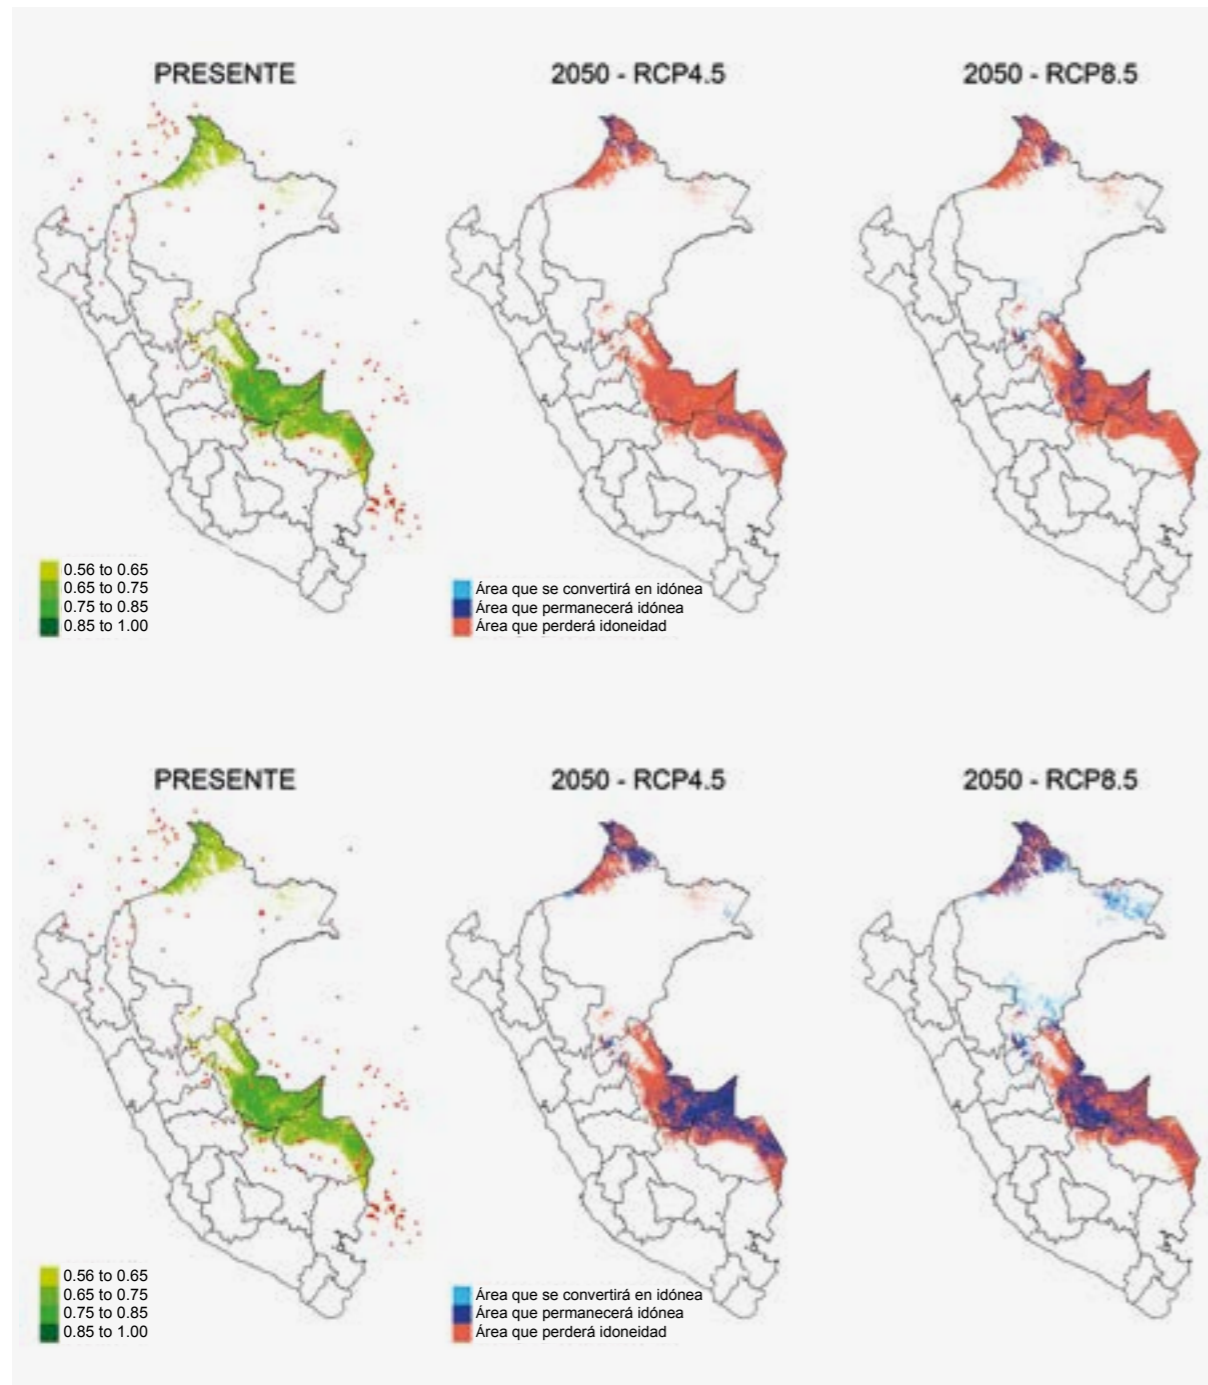 PRESENTE
2050 - RCP4.5
2050 - RCP8.5
0.56 to 0.65
0.65 to 0.75
0.75 to 0.85
0.85 to 1.00
Área que se convertirá en idónea
Área que permanecerá idónea
Área que perderá idoneidad
PRESENTE
2050 - RCP4.5
2050 - RCP8.5
0.56 to 0.65
0.65 to 0.75
0.75 to 0.85
0.85 to 1.00
Área que se convertirá en idónea
Área que permanecerá idónea
Área que perderá idoneidad